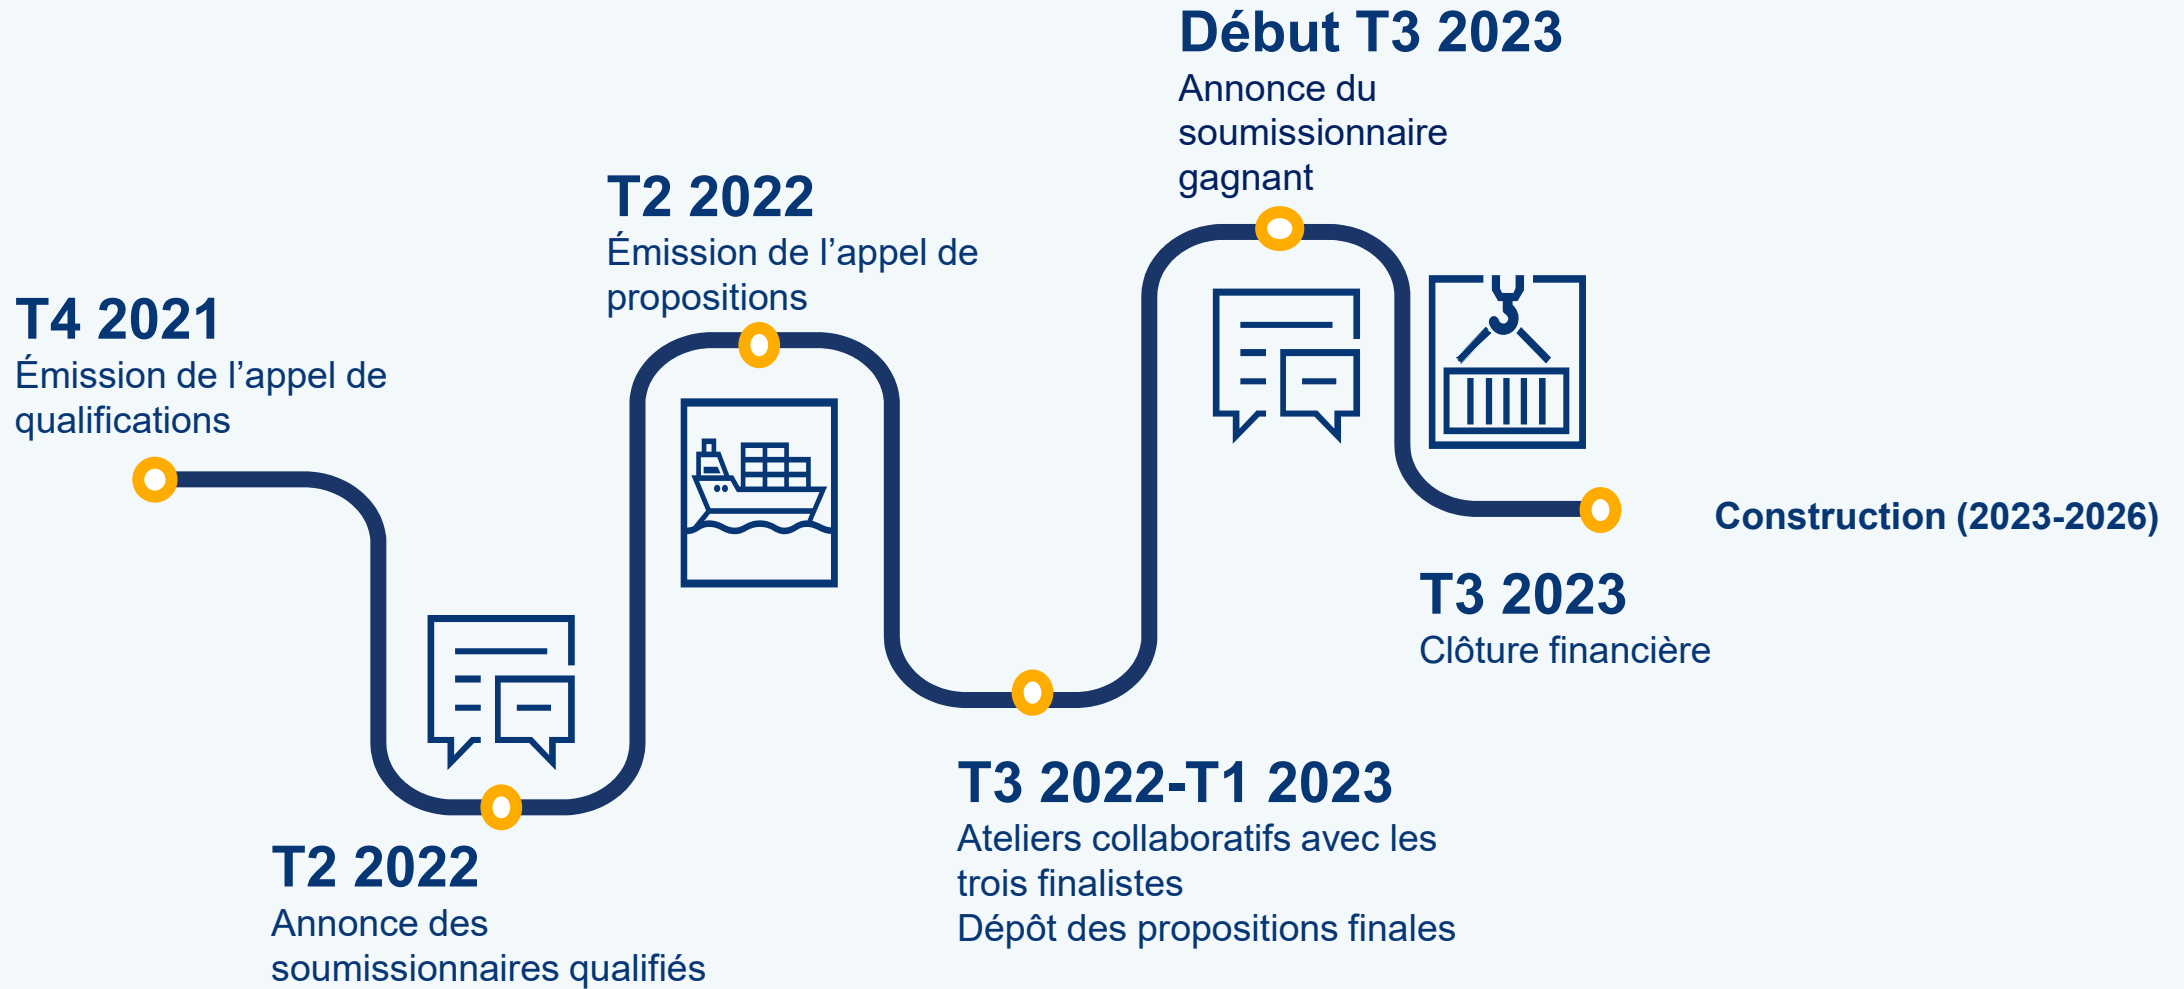 T4 2021
Émission de l’appel de
qualifications
T2 2022
Annonce des
soumissionnaires qualifiés
T2 2022
Émission de l’appel de
propositions
T3 2022-T1 2023
Ateliers collaboratifs avec les
trois finalistes
Dépôt des propositions finales
Début T3 2023
Annonce du
soumissionnaire
gagnant
T3 2023
Clôture financière
Construction (2023-2026)